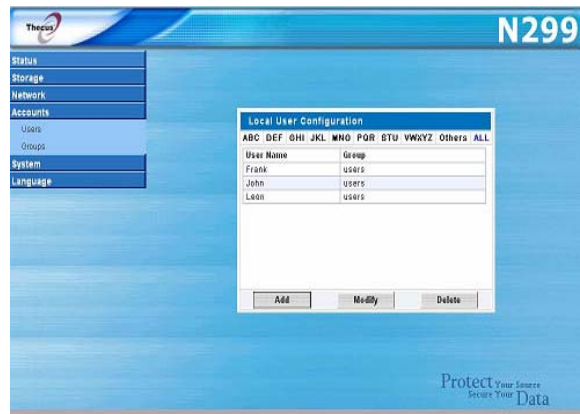 Thecus
N299
Status
Storage
Network
Accounts
Users
Groups
System
Language
Local User Configuration
ABC DEF GHI JKL MNO PQR STU VWXYZ Others ALL
User Name Group
Frank users
John users
Leon users
Add Modify Delete
Protect Your Source
Secure Your Data